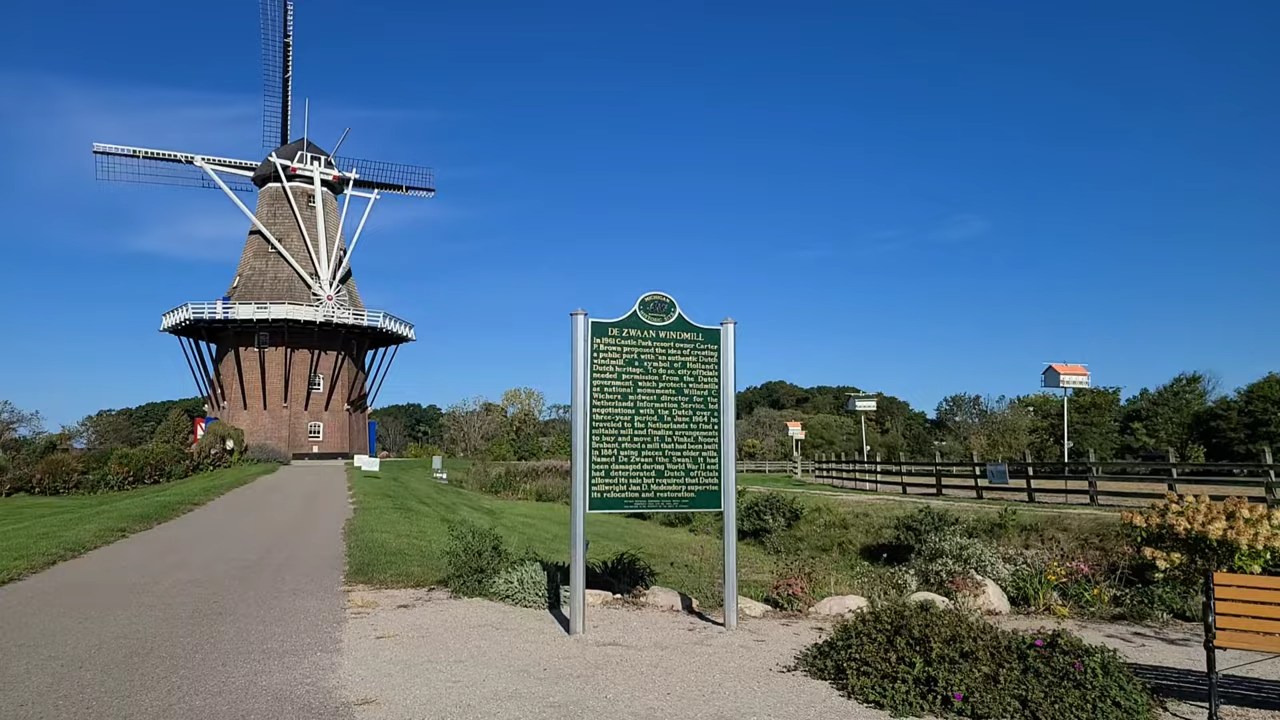 MICHIGAN
DE ZWAAN WINDMILL
In 1961 Castle Park resort owner Carter
P. Brown proposed the idea of creating
a public park with "an authentic Dutch
windmill," a symbol of Holland's
Dutch heritage. To do so, city officials
needed permission from the Dutch
government, which protects windmills
as national monuments. Willard C.
Wichers, midwest director for the
Netherlands Information Service, led
negotiations with the Dutch over a
three-year period. In June 1964 he
traveled to the Netherlands to find a
suitable mill and finalize arrangements
to buy and move it. In Vinkel, Noord
Brabant, stood a mill that had been built
in 1884 using pieces from older mills.
Named De Zwaan (the Swan), it had
been damaged during World War II and
had deteriorated. Dutch officials
allowed its sale but required that Dutch
millwright Jan D. Medendorp supervise
its relocation and restoration.